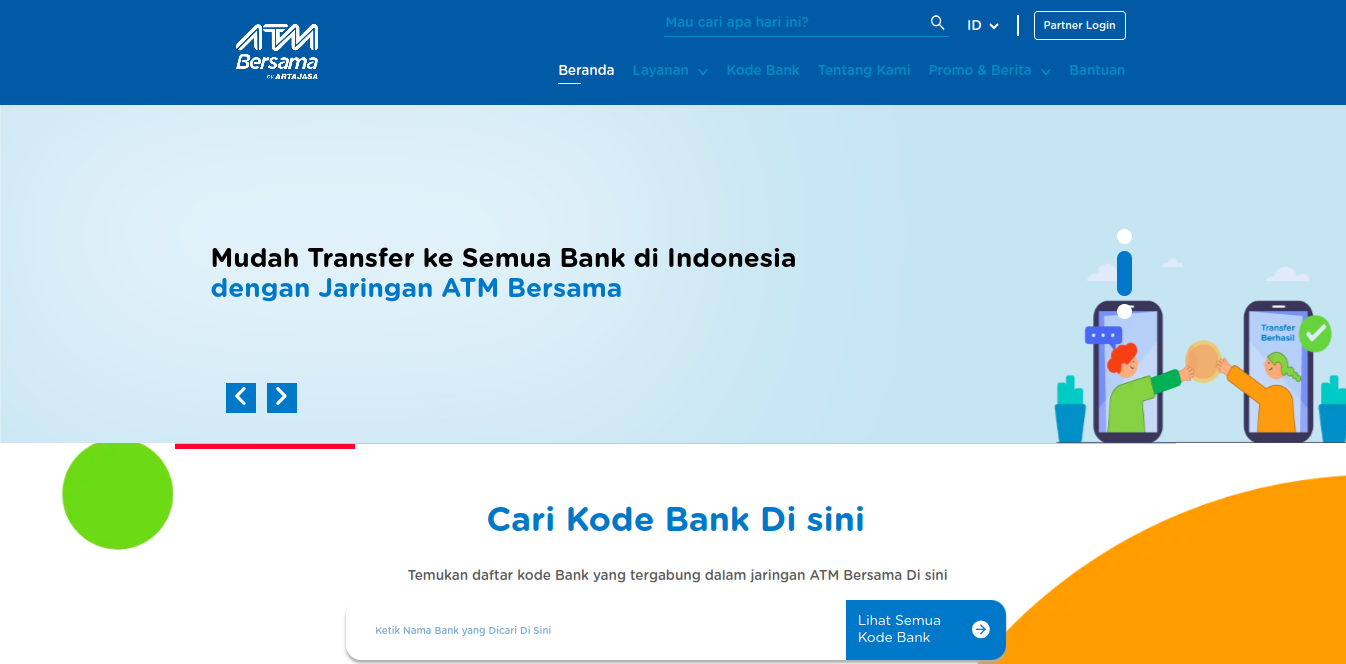 ATM
Bersama
by ARTAJASA
Mau cari apa hari ini?
ID
Partner Login
Beranda
Layanan
Kode Bank
Tentang Kami
Promo & Berita
Bantuan
Mudah Transfer ke Semua Bank di Indonesia
dengan Jaringan ATM Bersama
Transfer
Berhasil
Cari Kode Bank Di sini
Temukan daftar kode Bank yang tergabung dalam jaringan ATM Bersama Di sini
Ketik Nama Bank yang Dicari Di Sini
Lihat Semua
Kode Bank